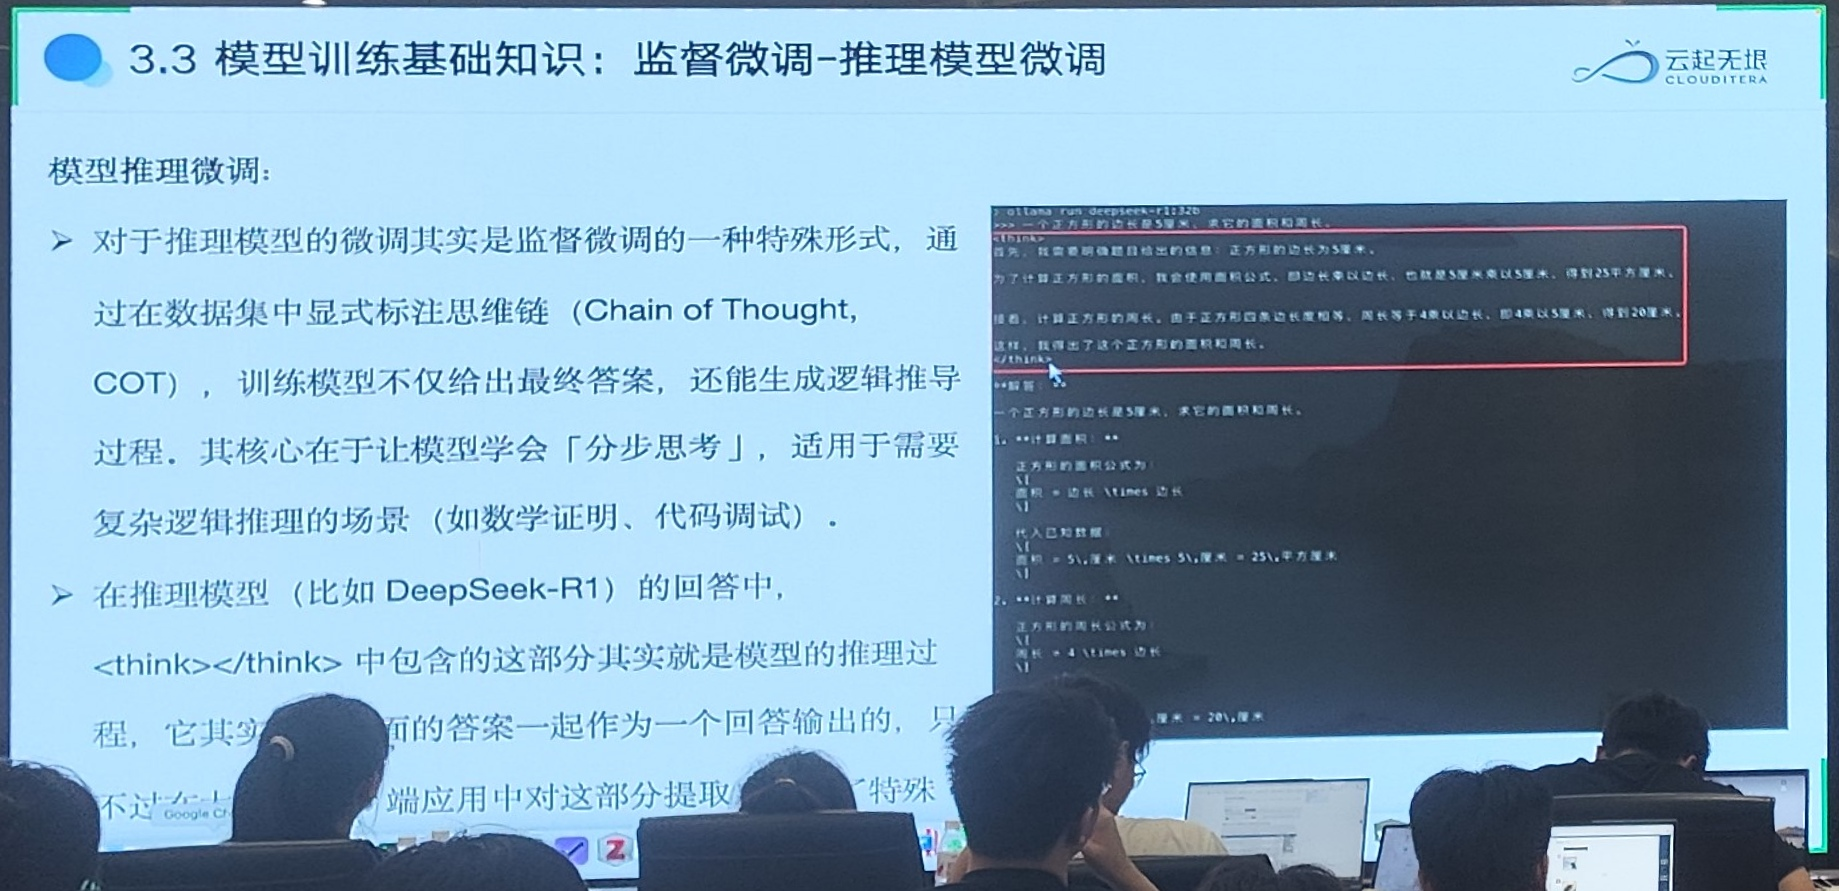 3.3 模型训练基础知识：监督微调-推理模型微调
云起无垠
CLOUDITERA
模型推理微调：
➢ 对于推理模型的微调其实是监督微调的一种特殊形式，通
过在数据集中显式标注思维链（Chain of Thought,
COT），训练模型不仅给出最终答案，还能生成逻辑推导
过程。其核心在于让模型学会「分步思考」，适用于需要
复杂逻辑推理的场景（如数学证明、代码调试）.
➢ 在推理模型（比如 DeepSeek-R1）的回答中，
<think></think> 中包含的这部分其实就是模型的推理过
程，它其实 面的答案一起作为一个回答输出的，只
不过在 端应用中对这部分提取 了特殊
Google Ch
> ollama run deepseek-r1:32b
>>> 一个正方形的边长是5厘米，求它的面积和周长。
<think>
首先，我需要明确题目给出的信息：正方形的边长为5厘米。
为了计算正方形的面积，我会使用面积公式，即边长乘以边长，也就是5厘米乘以5厘米，得到25平方厘米。
接着，计算正方形的周长。由于正方形四条边长度相等，周长等于4乘以边长，即4乘以5厘米，得到20厘米。
这样，我得出了这个正方形的面积和周长。
</think>
**解答：**
一个正方形的边长是5厘米，求它的面积和周长。
1. **计算面积：**
正方形的面积公式为：
\[
面积 = 边长 \times 边长
\]
代入已知数据：
\[
面积 = 5\,厘米 \times 5\,厘米 = 25\,平方厘米
\]
2. **计算周长：**
正方形的周长公式为：
\[
周长 = 4 \times 边长
\]
厘米 = 20\,厘米